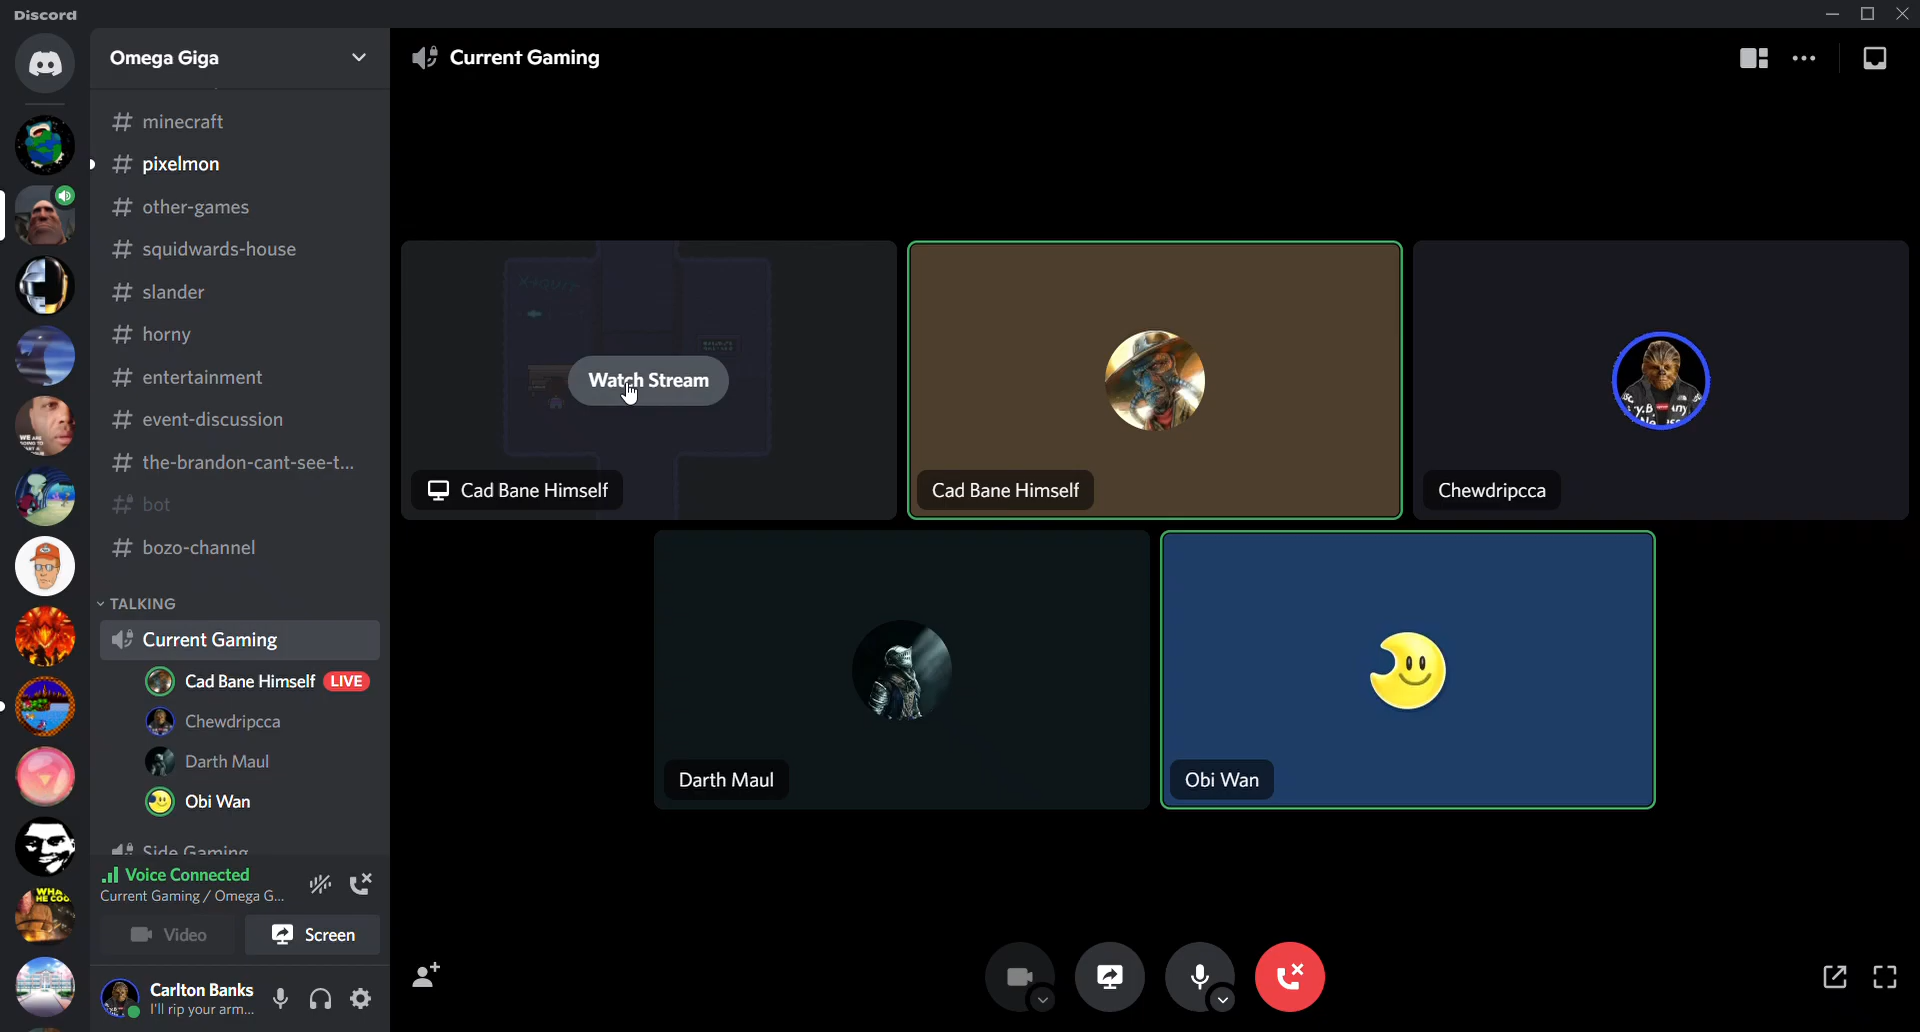 Discord
Omega Giga
Current Gaming
# minecraft
# pixelmon
# other-games
# squidwards-house
# slander
# horny
# entertainment
# event-discussion
# the-brandon-cant-see-t...
# bot
# bozo-channel
TALKING
Current Gaming
Cad Bane Himself LIVE
Chewdripcca
Darth Maul
Obi Wan
Side Gaming
Voice Connected
Current Gaming / Omega G...
Video
Screen
Carlton Banks
I'll rip your arm...
Watch Stream
Cad Bane Himself
Cad Bane Himself
Chewdripcca
Darth Maul
Obi Wan